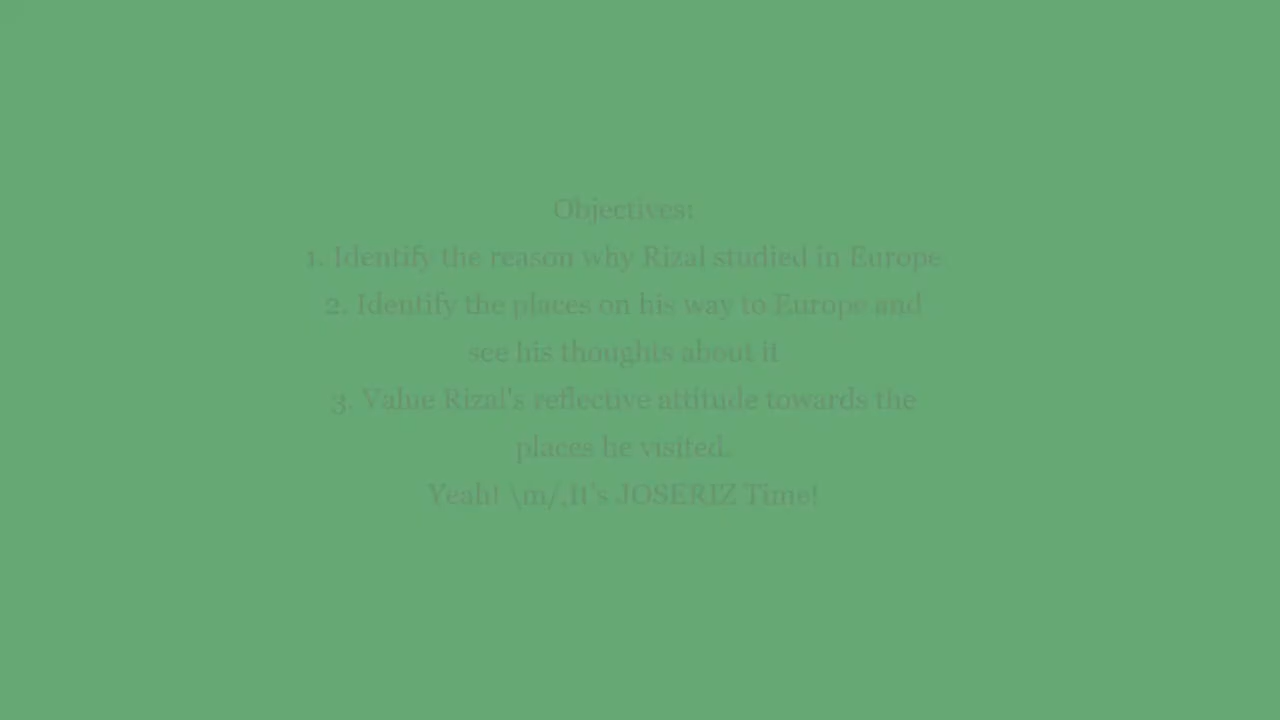 Objectives:
1. Identify the reason why Rizal studied in Europe
2. Identify the places on his way to Europe and
see his thoughts about it
3. Value Rizal's reflective attitude towards the
places he visited.
Yeah! \m/,It's JOSERIZ Time!